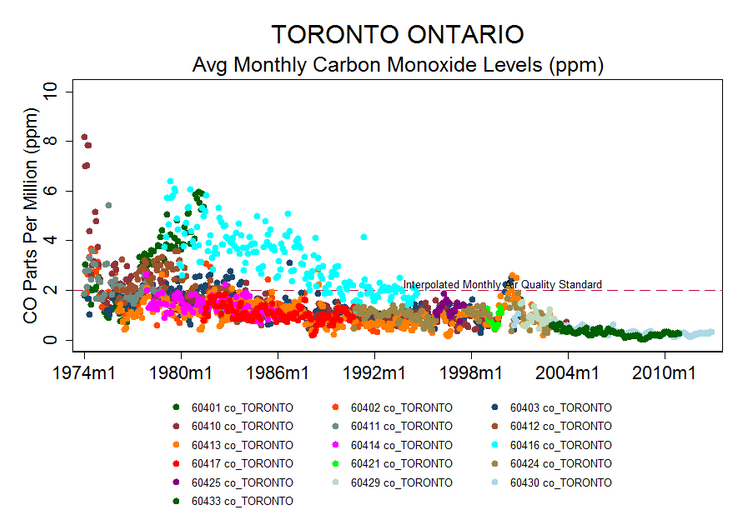 TORONTO ONTARIO
Avg Monthly Carbon Monoxide Levels (ppm)
CO Parts Per Million (ppm)
10
8
6
4
2
0
Interpolated Monthly Air Quality Standard
1974m1 1980m1 1986m1 1992m1 1998m1 2004m1 2010m1
60401 co_TORONTO 60402 co_TORONTO 60403 co_TORONTO
60410 co_TORONTO 60411 co_TORONTO 60412 co_TORONTO
60413 co_TORONTO 60414 co_TORONTO 60416 co_TORONTO
60417 co_TORONTO 60421 co_TORONTO 60424 co_TORONTO
60425 co_TORONTO 60429 co_TORONTO 60430 co_TORONTO
60433 co_TORONTO